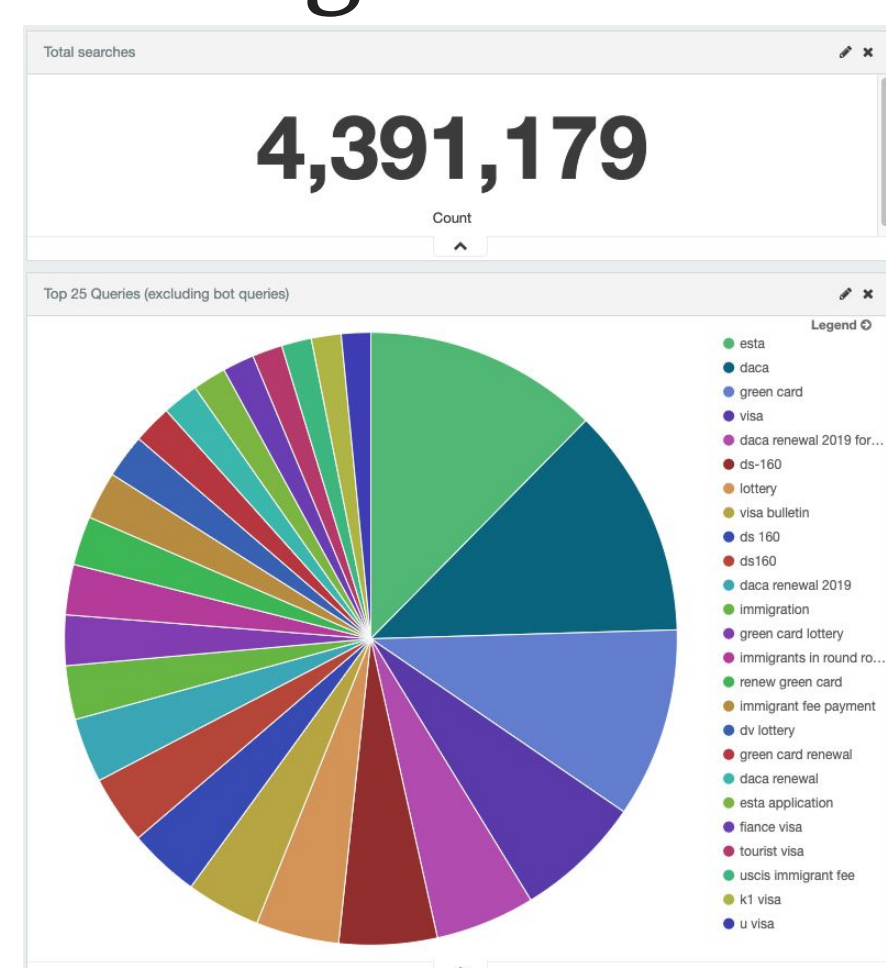 Total searches
4,391,179
Count
Top 25 Queries (excluding bot queries)
Legend
esta
daca
green card
visa
daca renewal 2019 for...
ds-160
lottery
visa bulletin
ds 160
ds160
daca renewal 2019
immigration
green card lottery
immigrants in round ro...
renew green card
immigrant fee payment
dv lottery
green card renewal
daca renewal
esta application
fiance visa
tourist visa
uscis immigrant fee
k1 visa
u visa